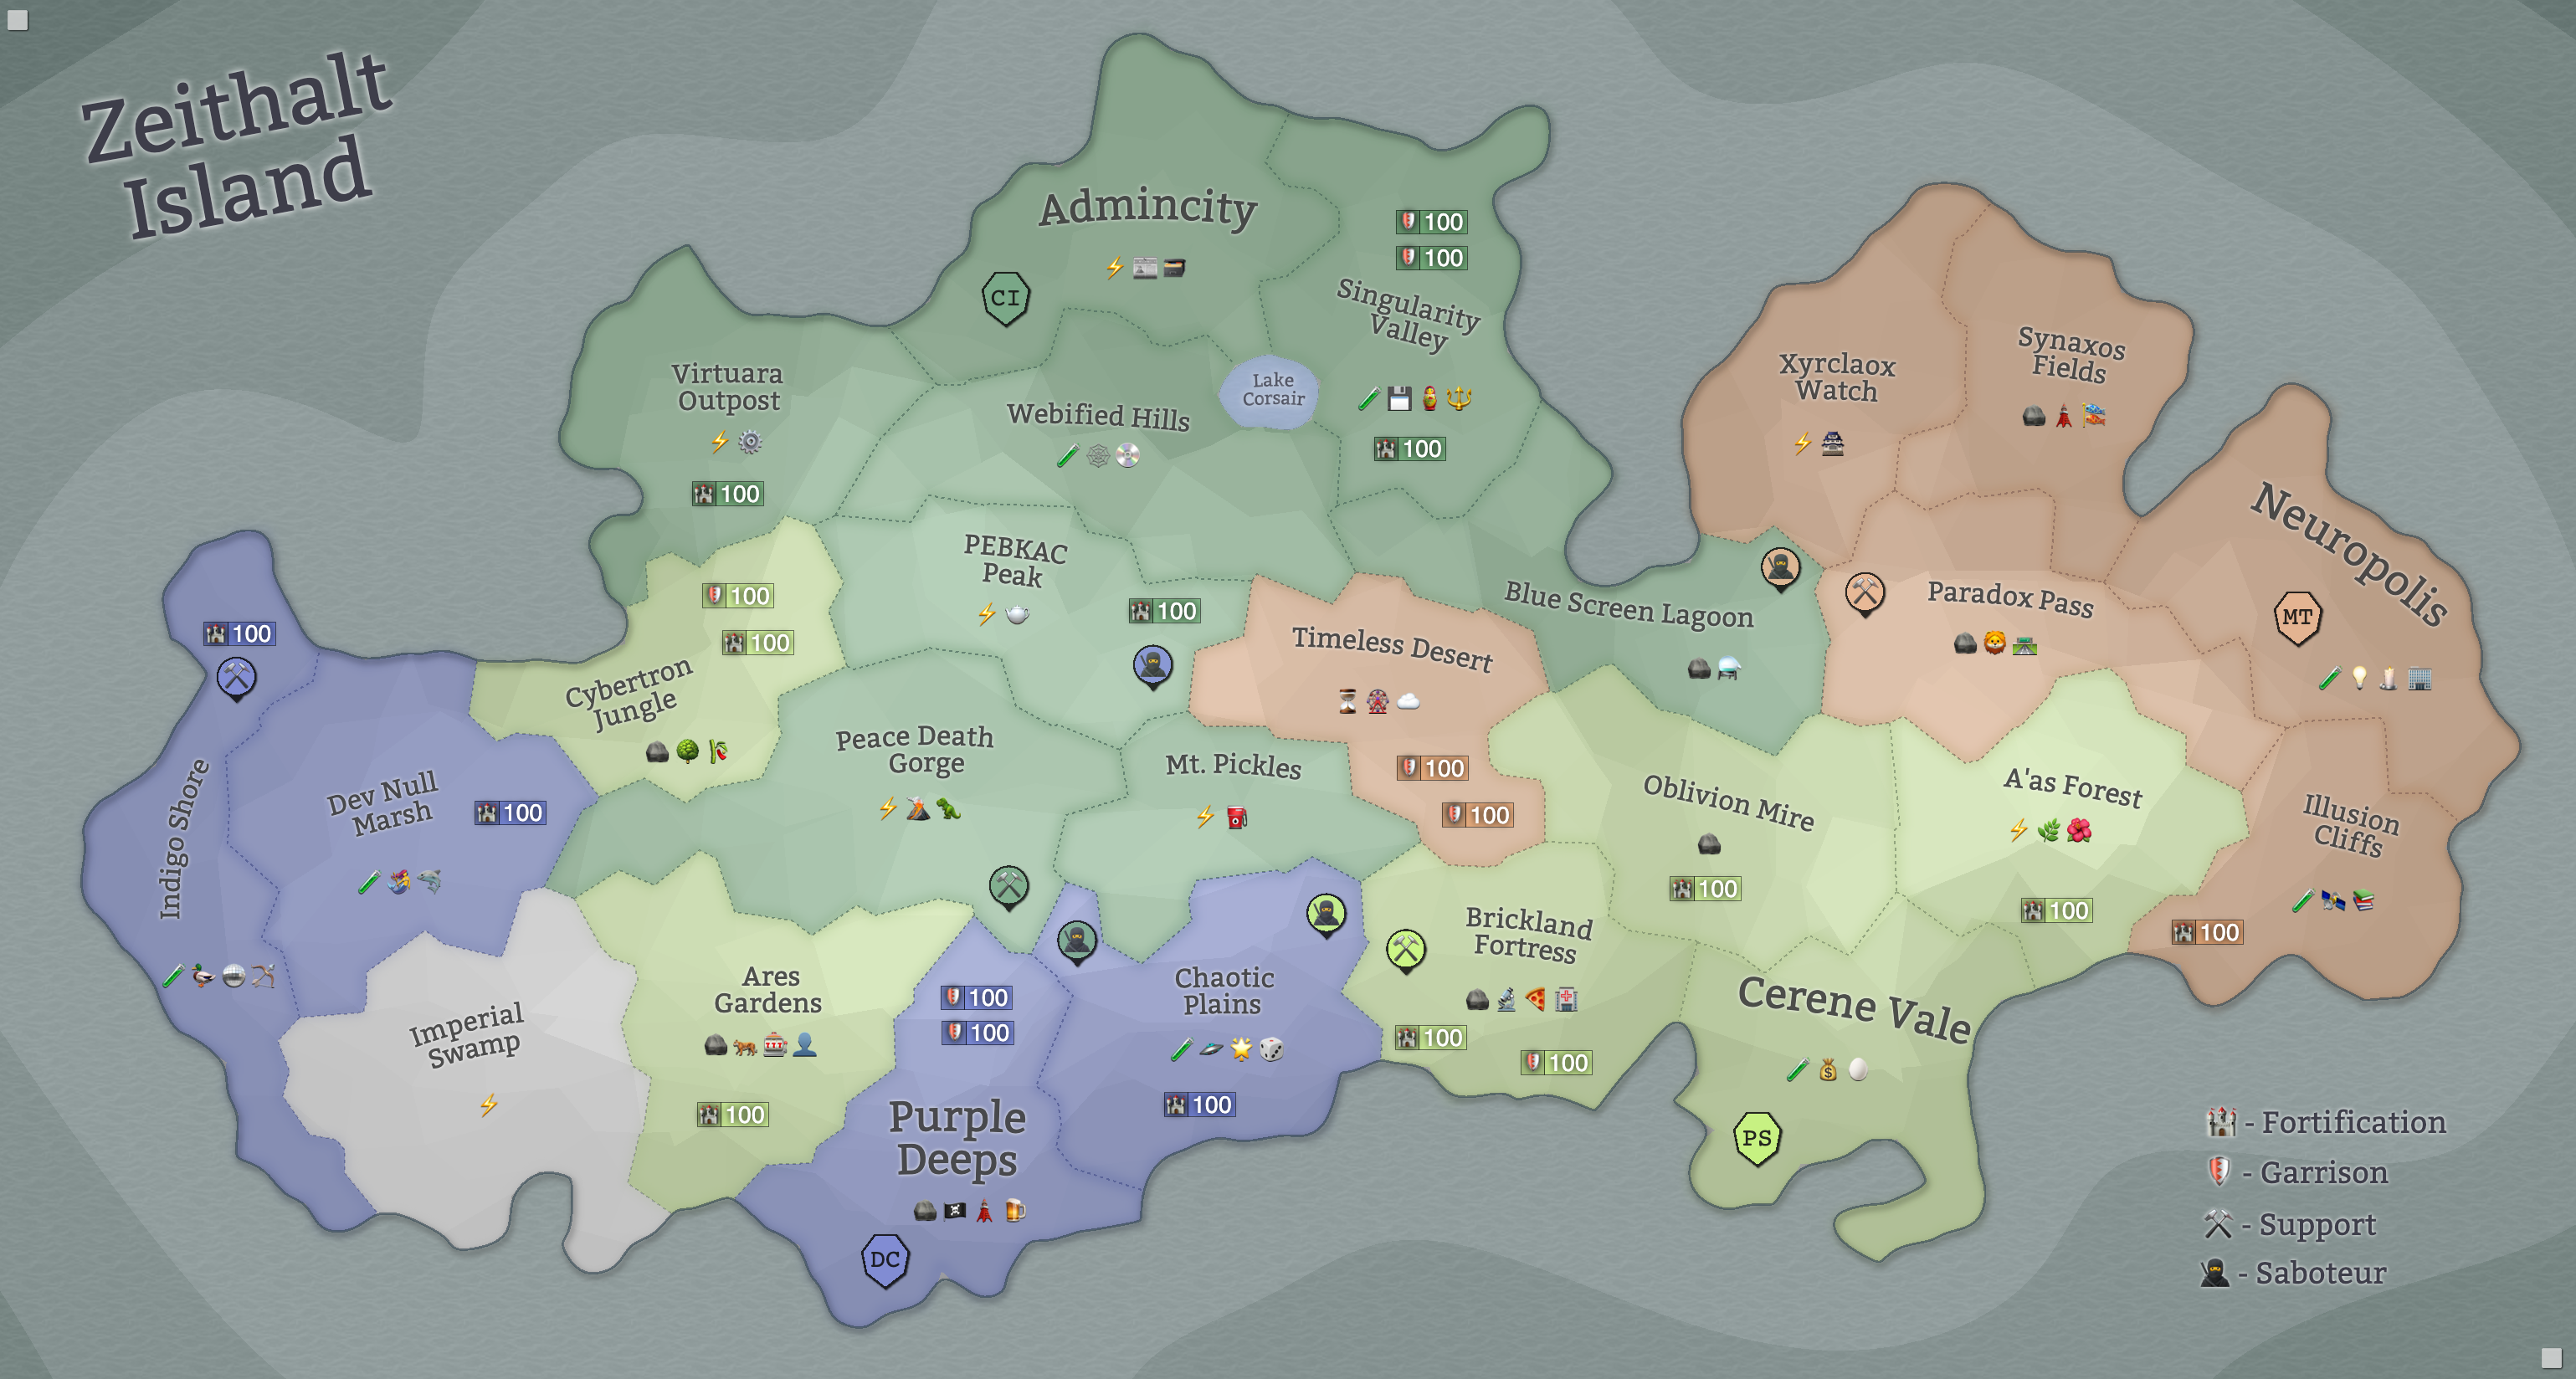 Zeithalt
Island
Admincity
CI
100
100
Singularity
Valley
Lake
Corsair
100
Virtuara
Outpost
100
Webified Hills
Xyrclaox
Watch
Synaxos
Fields
Neuropolis
MT
PEBKAC
Peak
100
100
100
Cybertron
Jungle
100
Timeless Desert
100
100
Blue Screen Lagoon
Paradox Pass
Indigo Shore
Dev Null
Marsh
100
Peace Death
Gorge
Mt. Pickles
Oblivion Mire
100
A'as Forest
100
Illusion
Cliffs
100
Imperial
Swamp
Ares
Gardens
100
100
100
Purple
Deeps
DC
Chaotic
Plains
100
Brickland
Fortress
100
100
Cerene Vale
PS
- Fortification
- Garrison
- Support
- Saboteur